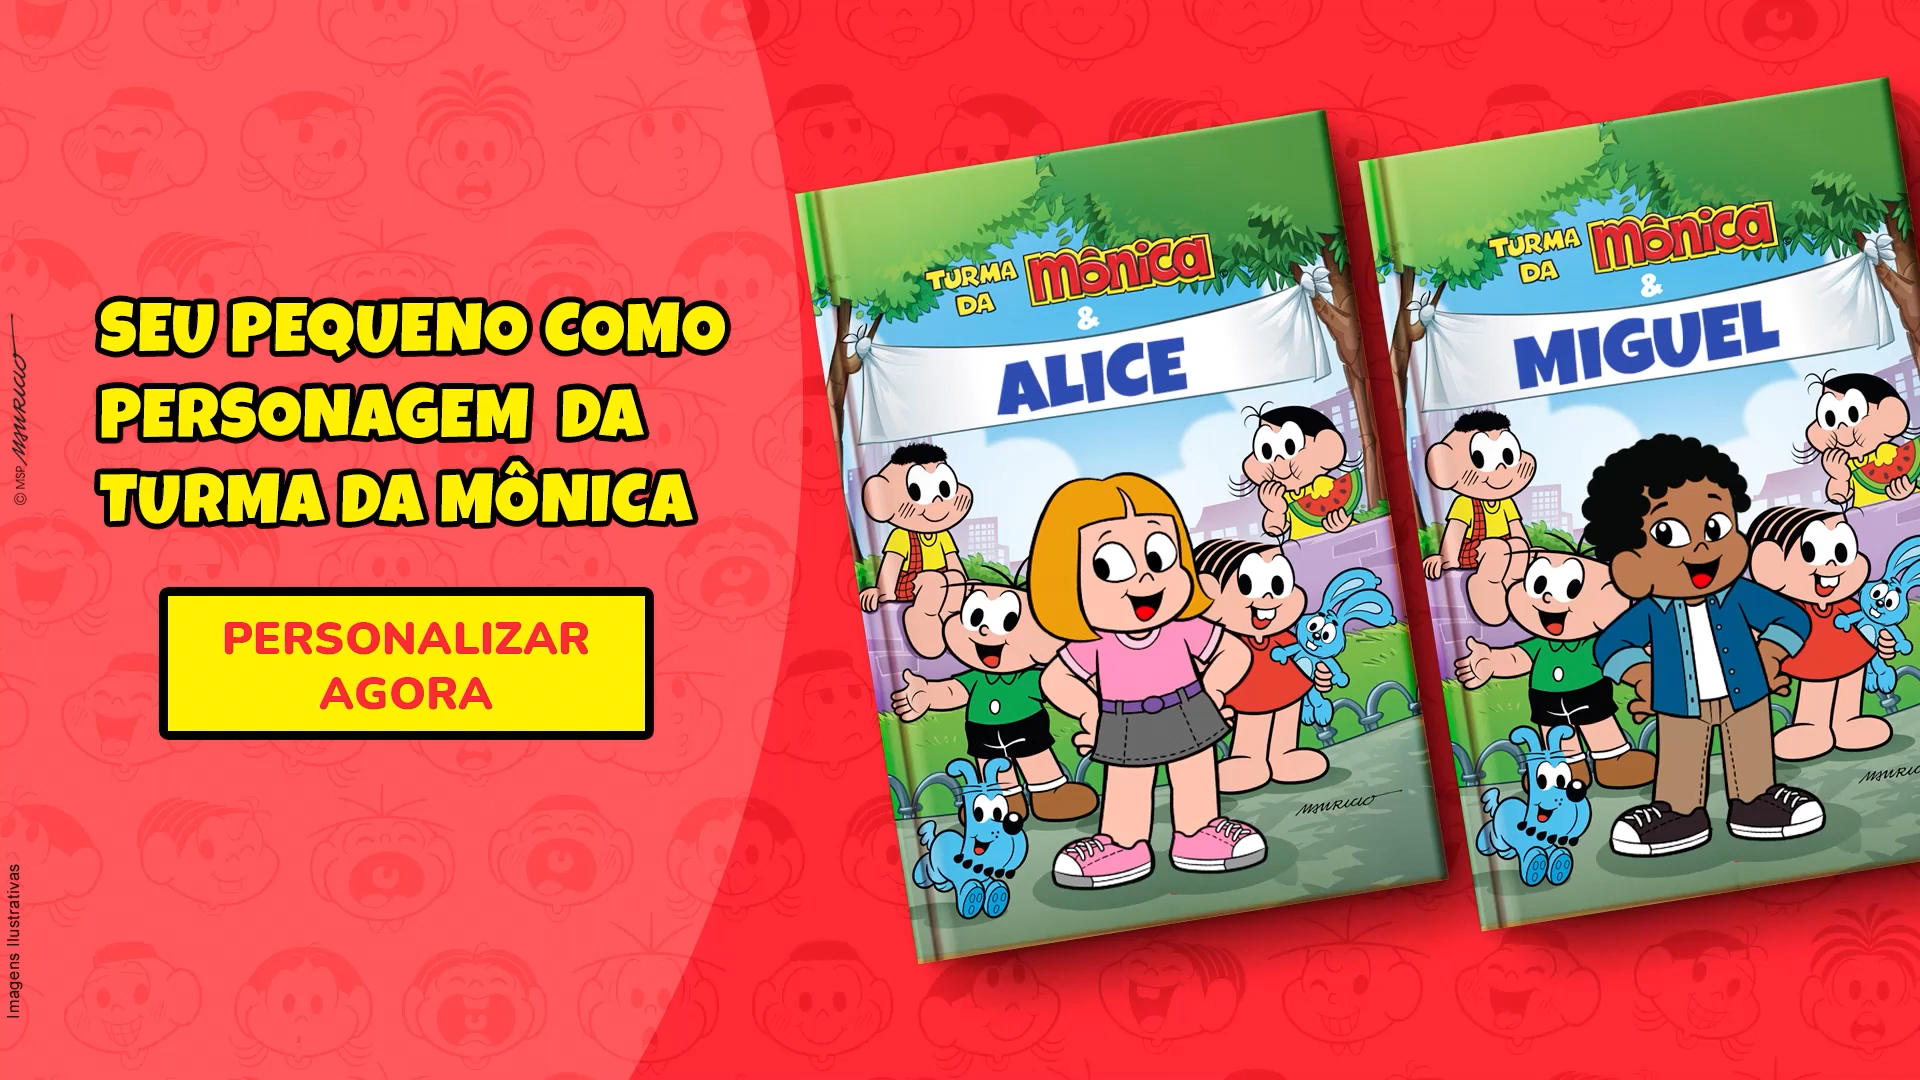 SEU PEQUENO COMO
PERSONAGEM DA
TURMA DA MÔNICA
PERSONALIZAR
AGORA
© MSP MAURICIO
Imagens Ilustrativas
TURMA
DA
Mônica
&
ALICE
MAURICIO
TURMA
DA
Mônica
&
MIGUEL
MAURICIO